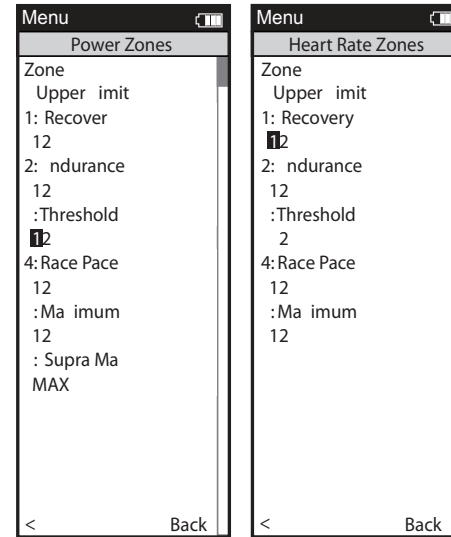 Menu
Power Zones
Zone
Upper imit
1: Recover
12
2: ndurance
12
:Threshold
12
4: Race Pace
12
:Ma imum
12
: Supra Ma
MAX
< Back
Menu
Heart Rate Zones
Zone
Upper imit
1: Recovery
12
2: ndurance
12
:Threshold
2
4: Race Pace
12
:Ma imum
12
< Back